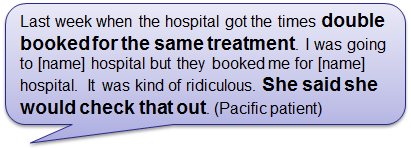 Last week when the hospital got the times double
booked for the same treatment. I was going
to [name] hospital but they booked me for [name]
hospital. It was kind of ridiculous. She said she
would check that out. (Pacific patient)